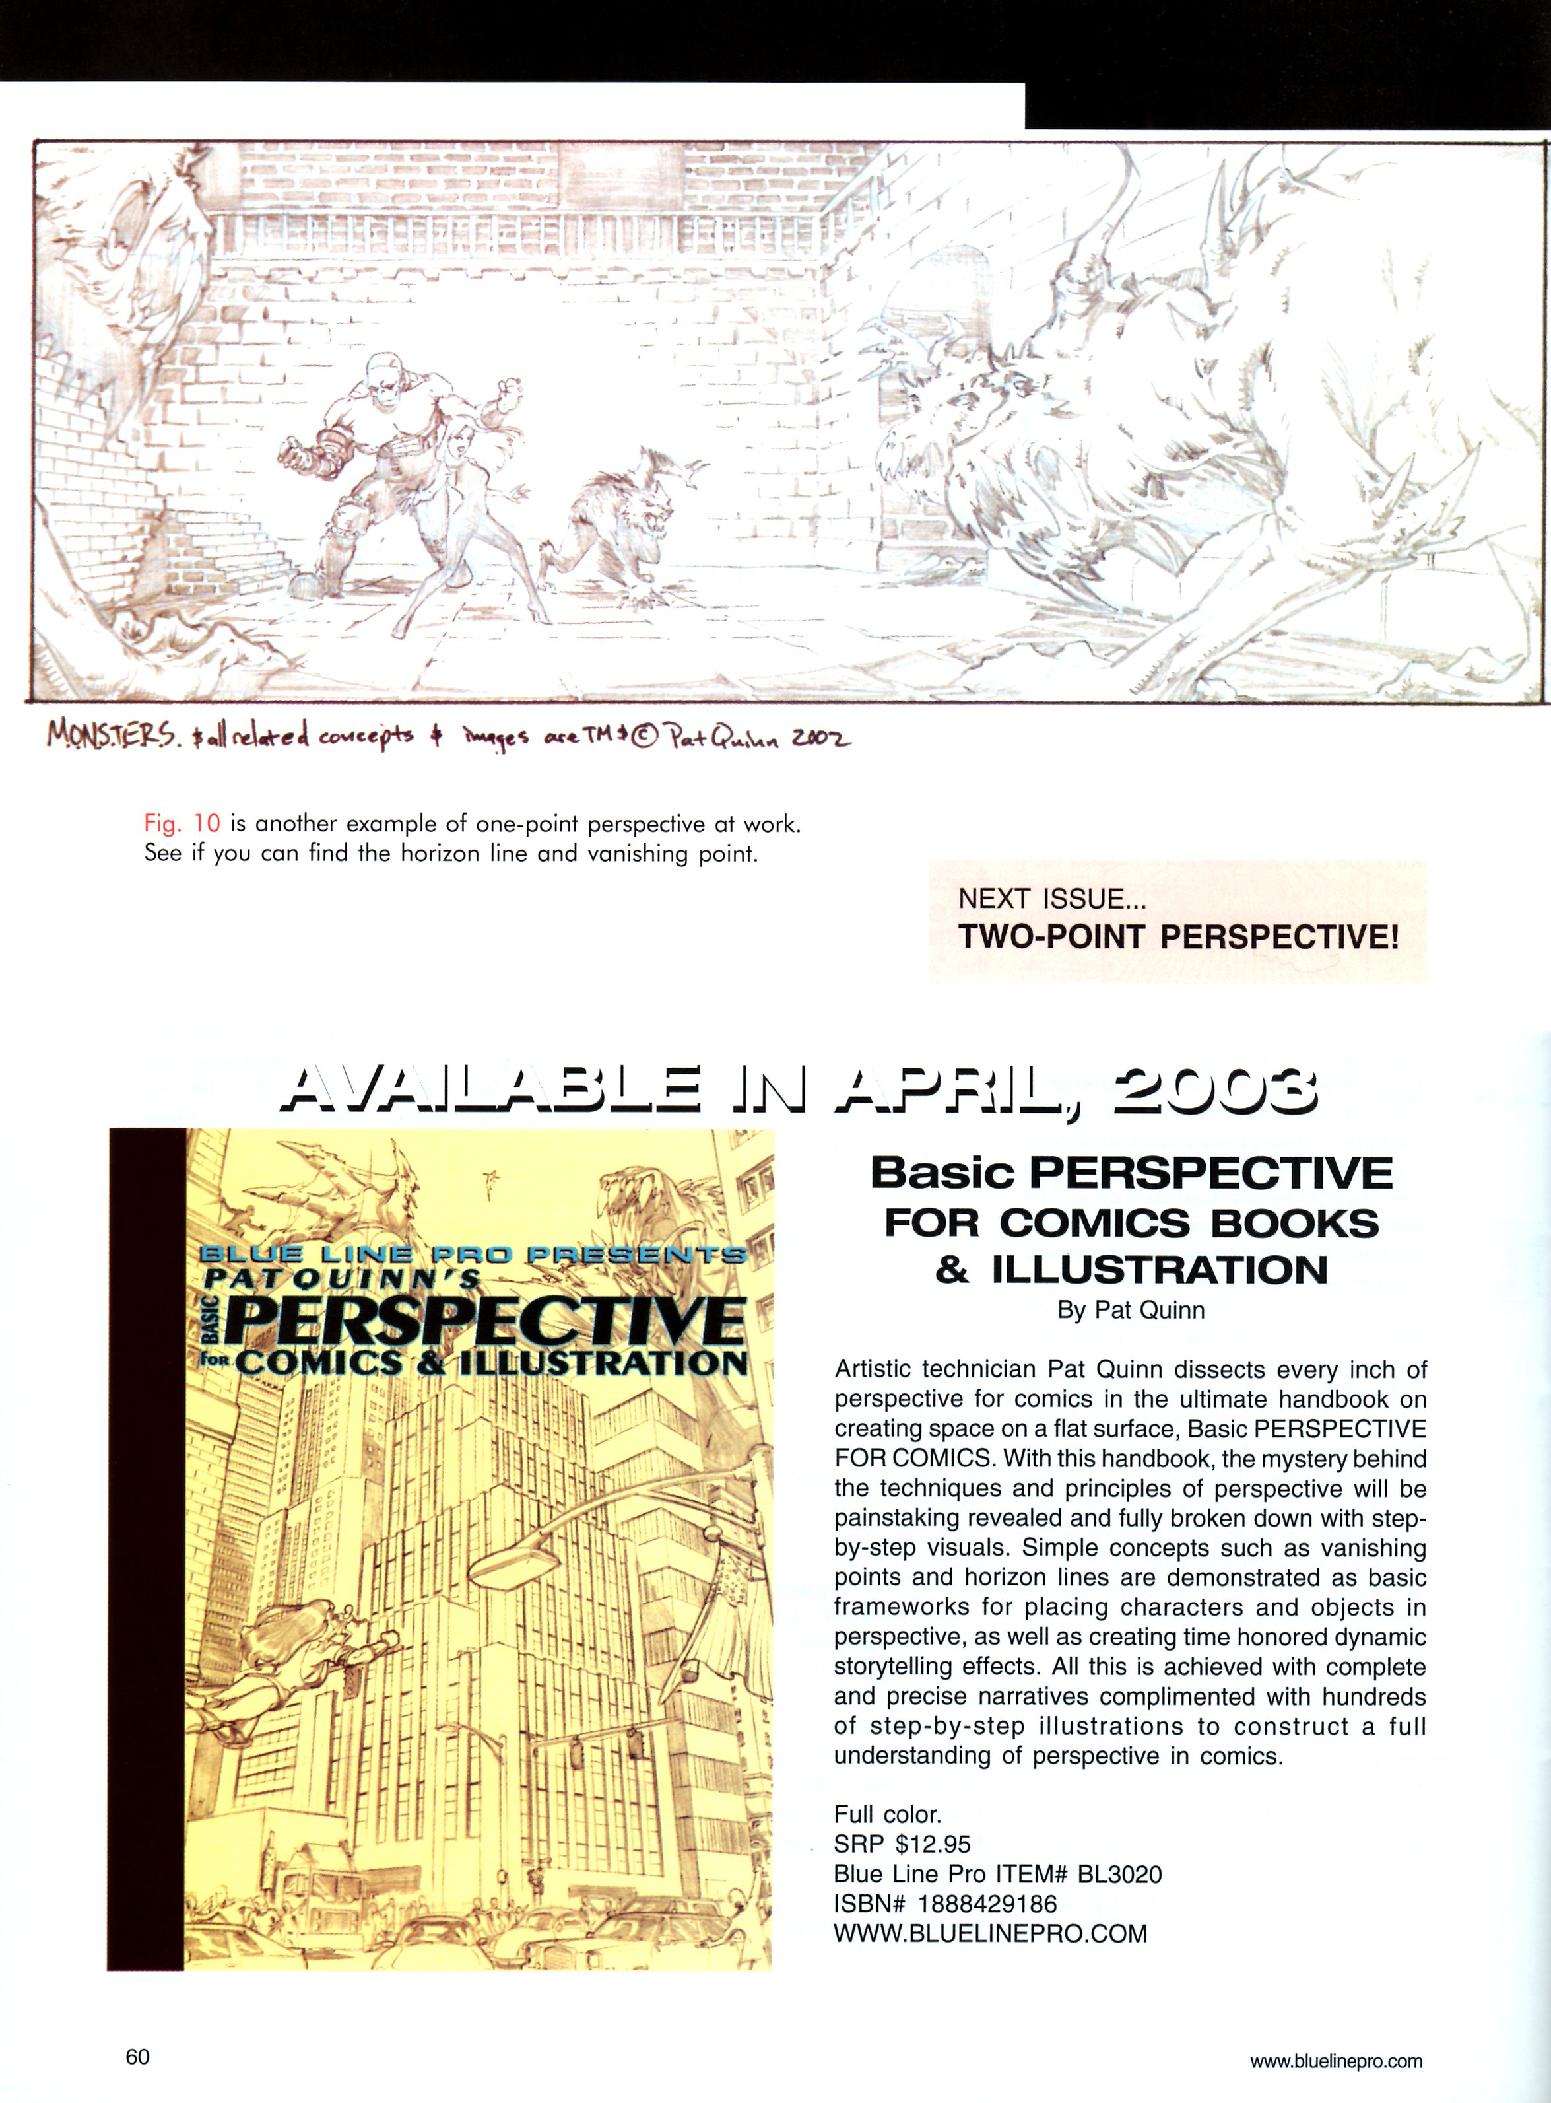 MONSTERS. & all related concepts & images are TM & © Pat Quinn 2002
Fig. 10 is another example of one-point perspective at work.
See if you can find the horizon line and vanishing point.
NEXT ISSUE...
TWO-POINT PERSPECTIVE!
AVAILABLE IN APRIL, 2003
BLUE LINE PRO PRESENTS
PAT QUINN'S
BASIC PERSPECTIVE
FOR COMICS & ILLUSTRATION
Basic PERSPECTIVE
FOR COMICS BOOKS
& ILLUSTRATION
By Pat Quinn
Artistic technician Pat Quinn dissects every inch of
perspective for comics in the ultimate handbook on
creating space on a flat surface, Basic PERSPECTIVE
FOR COMICS. With this handbook, the mystery behind
the techniques and principles of perspective will be
painstaking revealed and fully broken down with step-
by-step visuals. Simple concepts such as vanishing
points and horizon lines are demonstrated as basic
frameworks for placing characters and objects in
perspective, as well as creating time honored dynamic
storytelling effects. All this is achieved with complete
and precise narratives complimented with hundreds
of step-by-step illustrations to construct a full
understanding of perspective in comics.
Full color.
SRP $12.95
Blue Line Pro ITEM# BL3020
ISBN# 1888429186
WWW.BLUELINEPRO.COM
60
www.bluelinepro.com